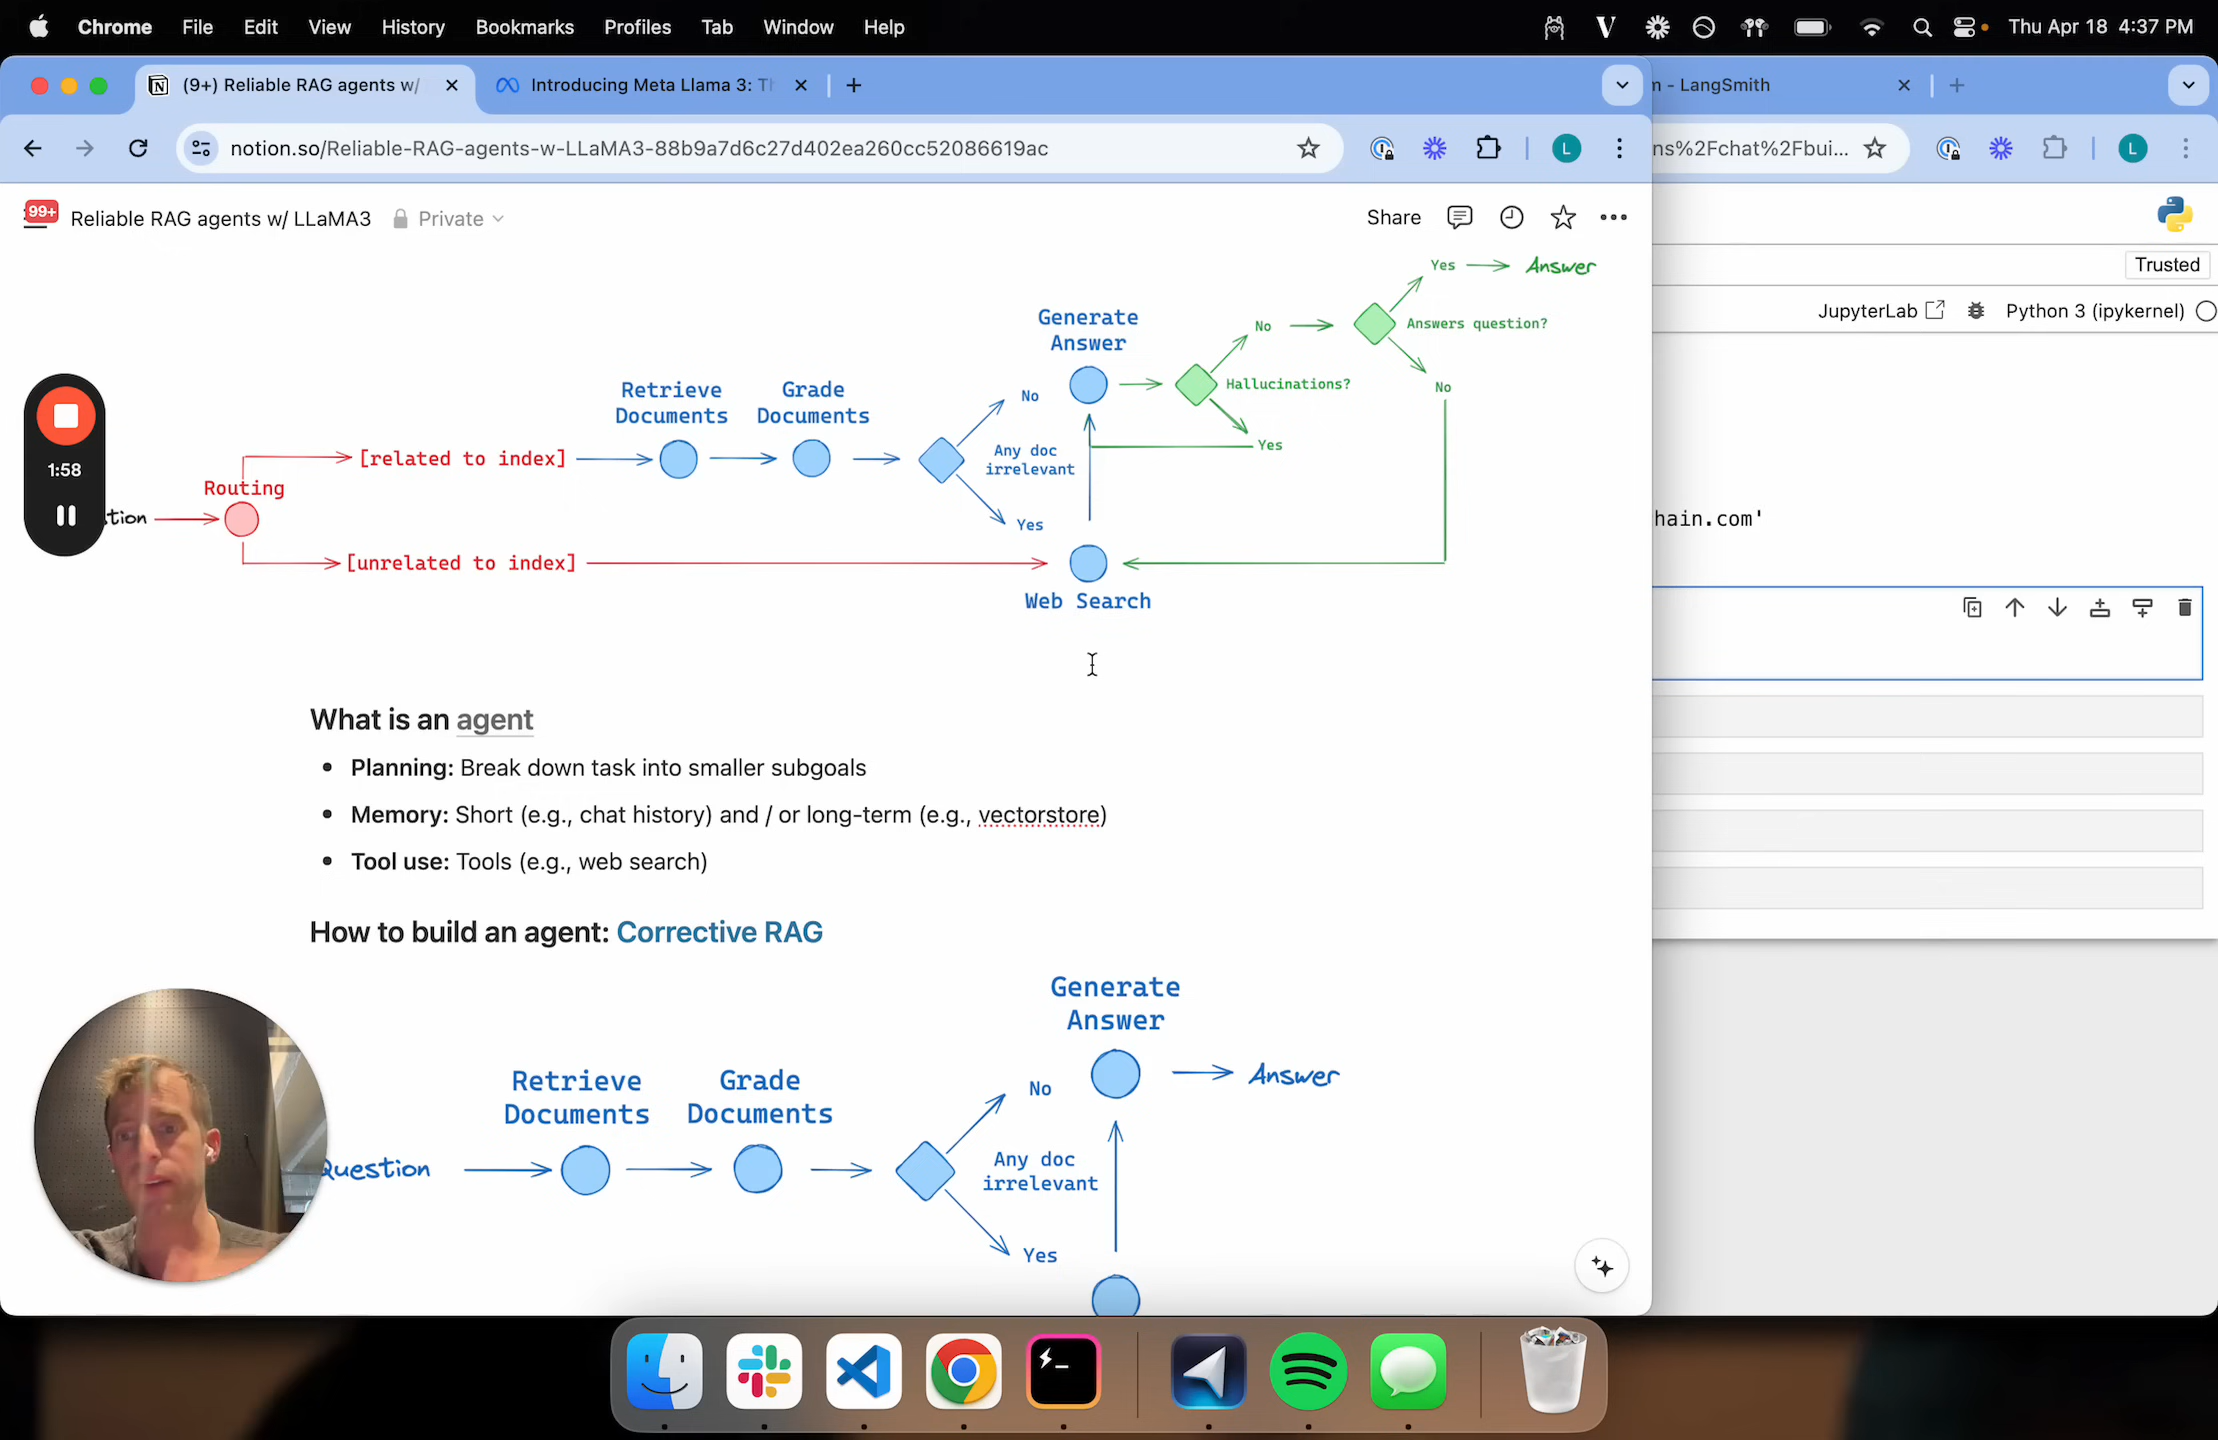 Chrome File Edit View History Bookmarks Profiles Tab Window Help Thu Apr 18 4:37 PM
(9+) Reliable RAG agents w/
Introducing Meta Llama 3: Th
- LangSmith
notion.so/Reliable-RAG-agents-w-LLaMA3-88b9a7d6c27d402ea260cc52086619ac
L
ns%2Fchat%2Fbui...
L
99+
Reliable RAG agents w/ LLaMA3 Private
Share
Trusted
JupyterLab
Python 3 (ipykernel)
Yes
Answer
Generate
Answer
No
Answers question?
Retrieve
Documents
Grade
Documents
No
Hallucinations?
No
Any doc
irrelevant
Yes
[related to index]
1:58
Routing
tion
Yes
hain.com'
[unrelated to index]
Web Search
What is an agent
• Planning: Break down task into smaller subgoals
• Memory: Short (e.g., chat history) and / or long-term (e.g., vectorstore)
• Tool use: Tools (e.g., web search)
How to build an agent: Corrective RAG
Generate
Answer
Answer
Retrieve
Documents
Grade
Documents
No
Question
Any doc
irrelevant
Yes